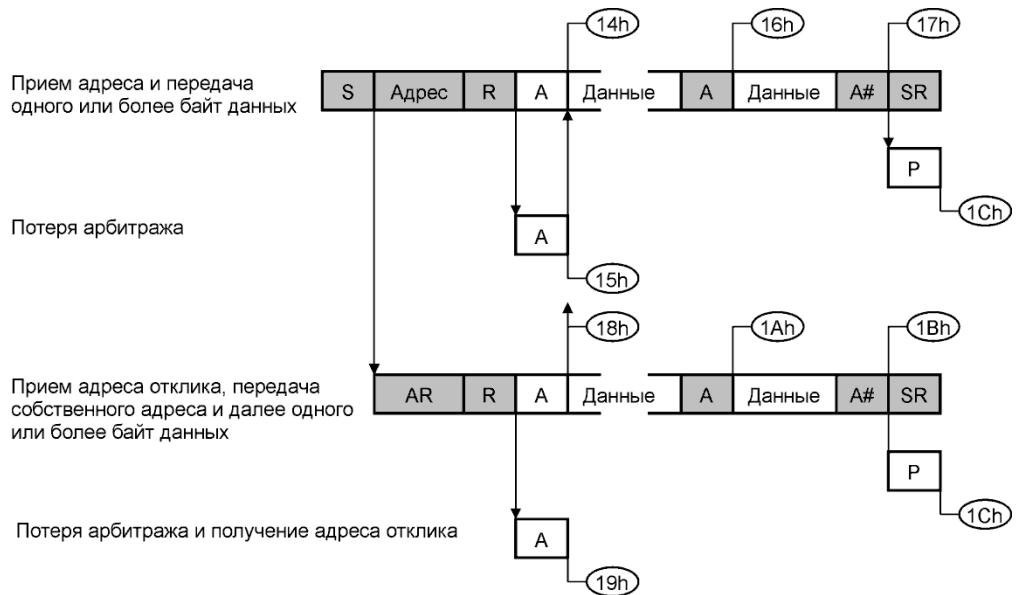 14h 16h 17h
Прием адреса и передача
одного или более байт данных
S Адрес R A Данные A Данные A# SR
P
1Ch
Потеря арбитража
A
15h
18h 1Ah 1Bh
Прием адреса отклика, передача
собственного адреса и далее одного
или более байт данных
AR R A Данные A Данные A# SR
P
1Ch
Потеря арбитража и получение адреса отклика
A
19h